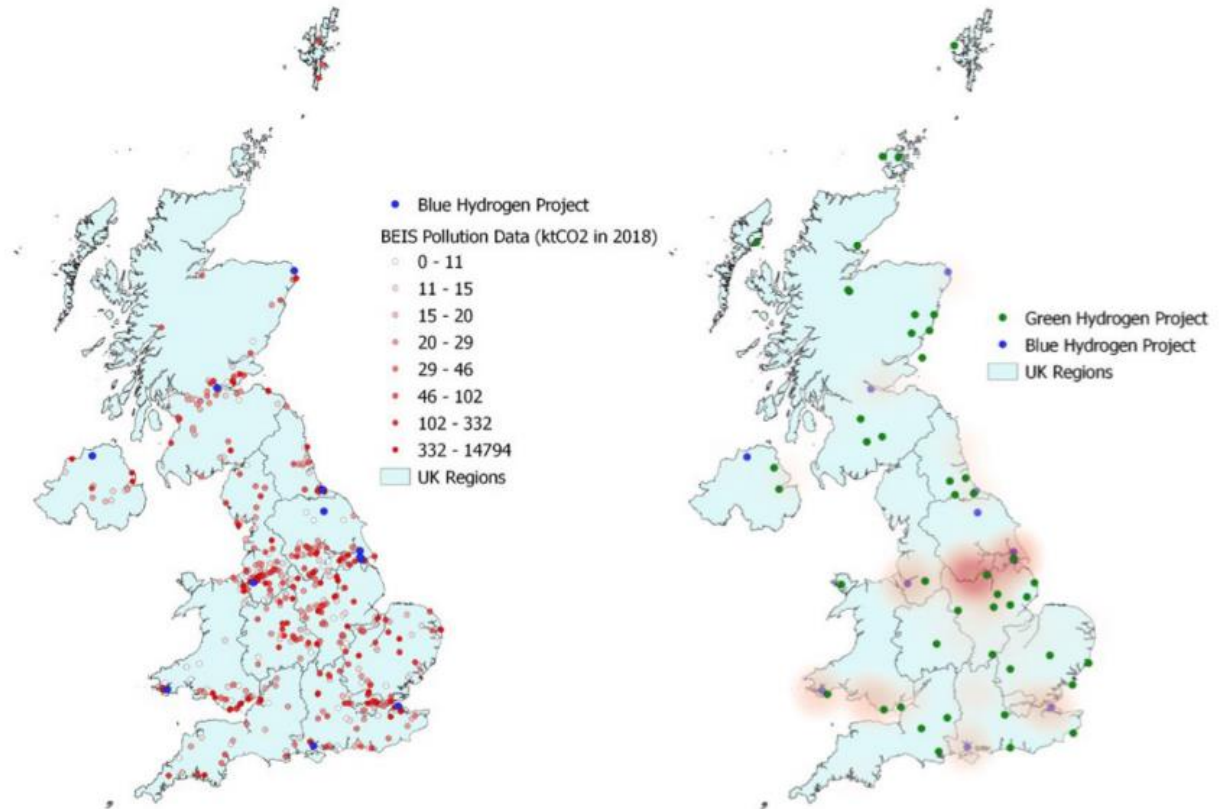 Blue Hydrogen Project
BEIS Pollution Data (ktCO2 in 2018)
0 - 11
11 - 15
15 - 20
20 - 29
29 - 46
46 - 102
102 - 332
332 - 14794
UK Regions
Green Hydrogen Project
Blue Hydrogen Project
UK Regions